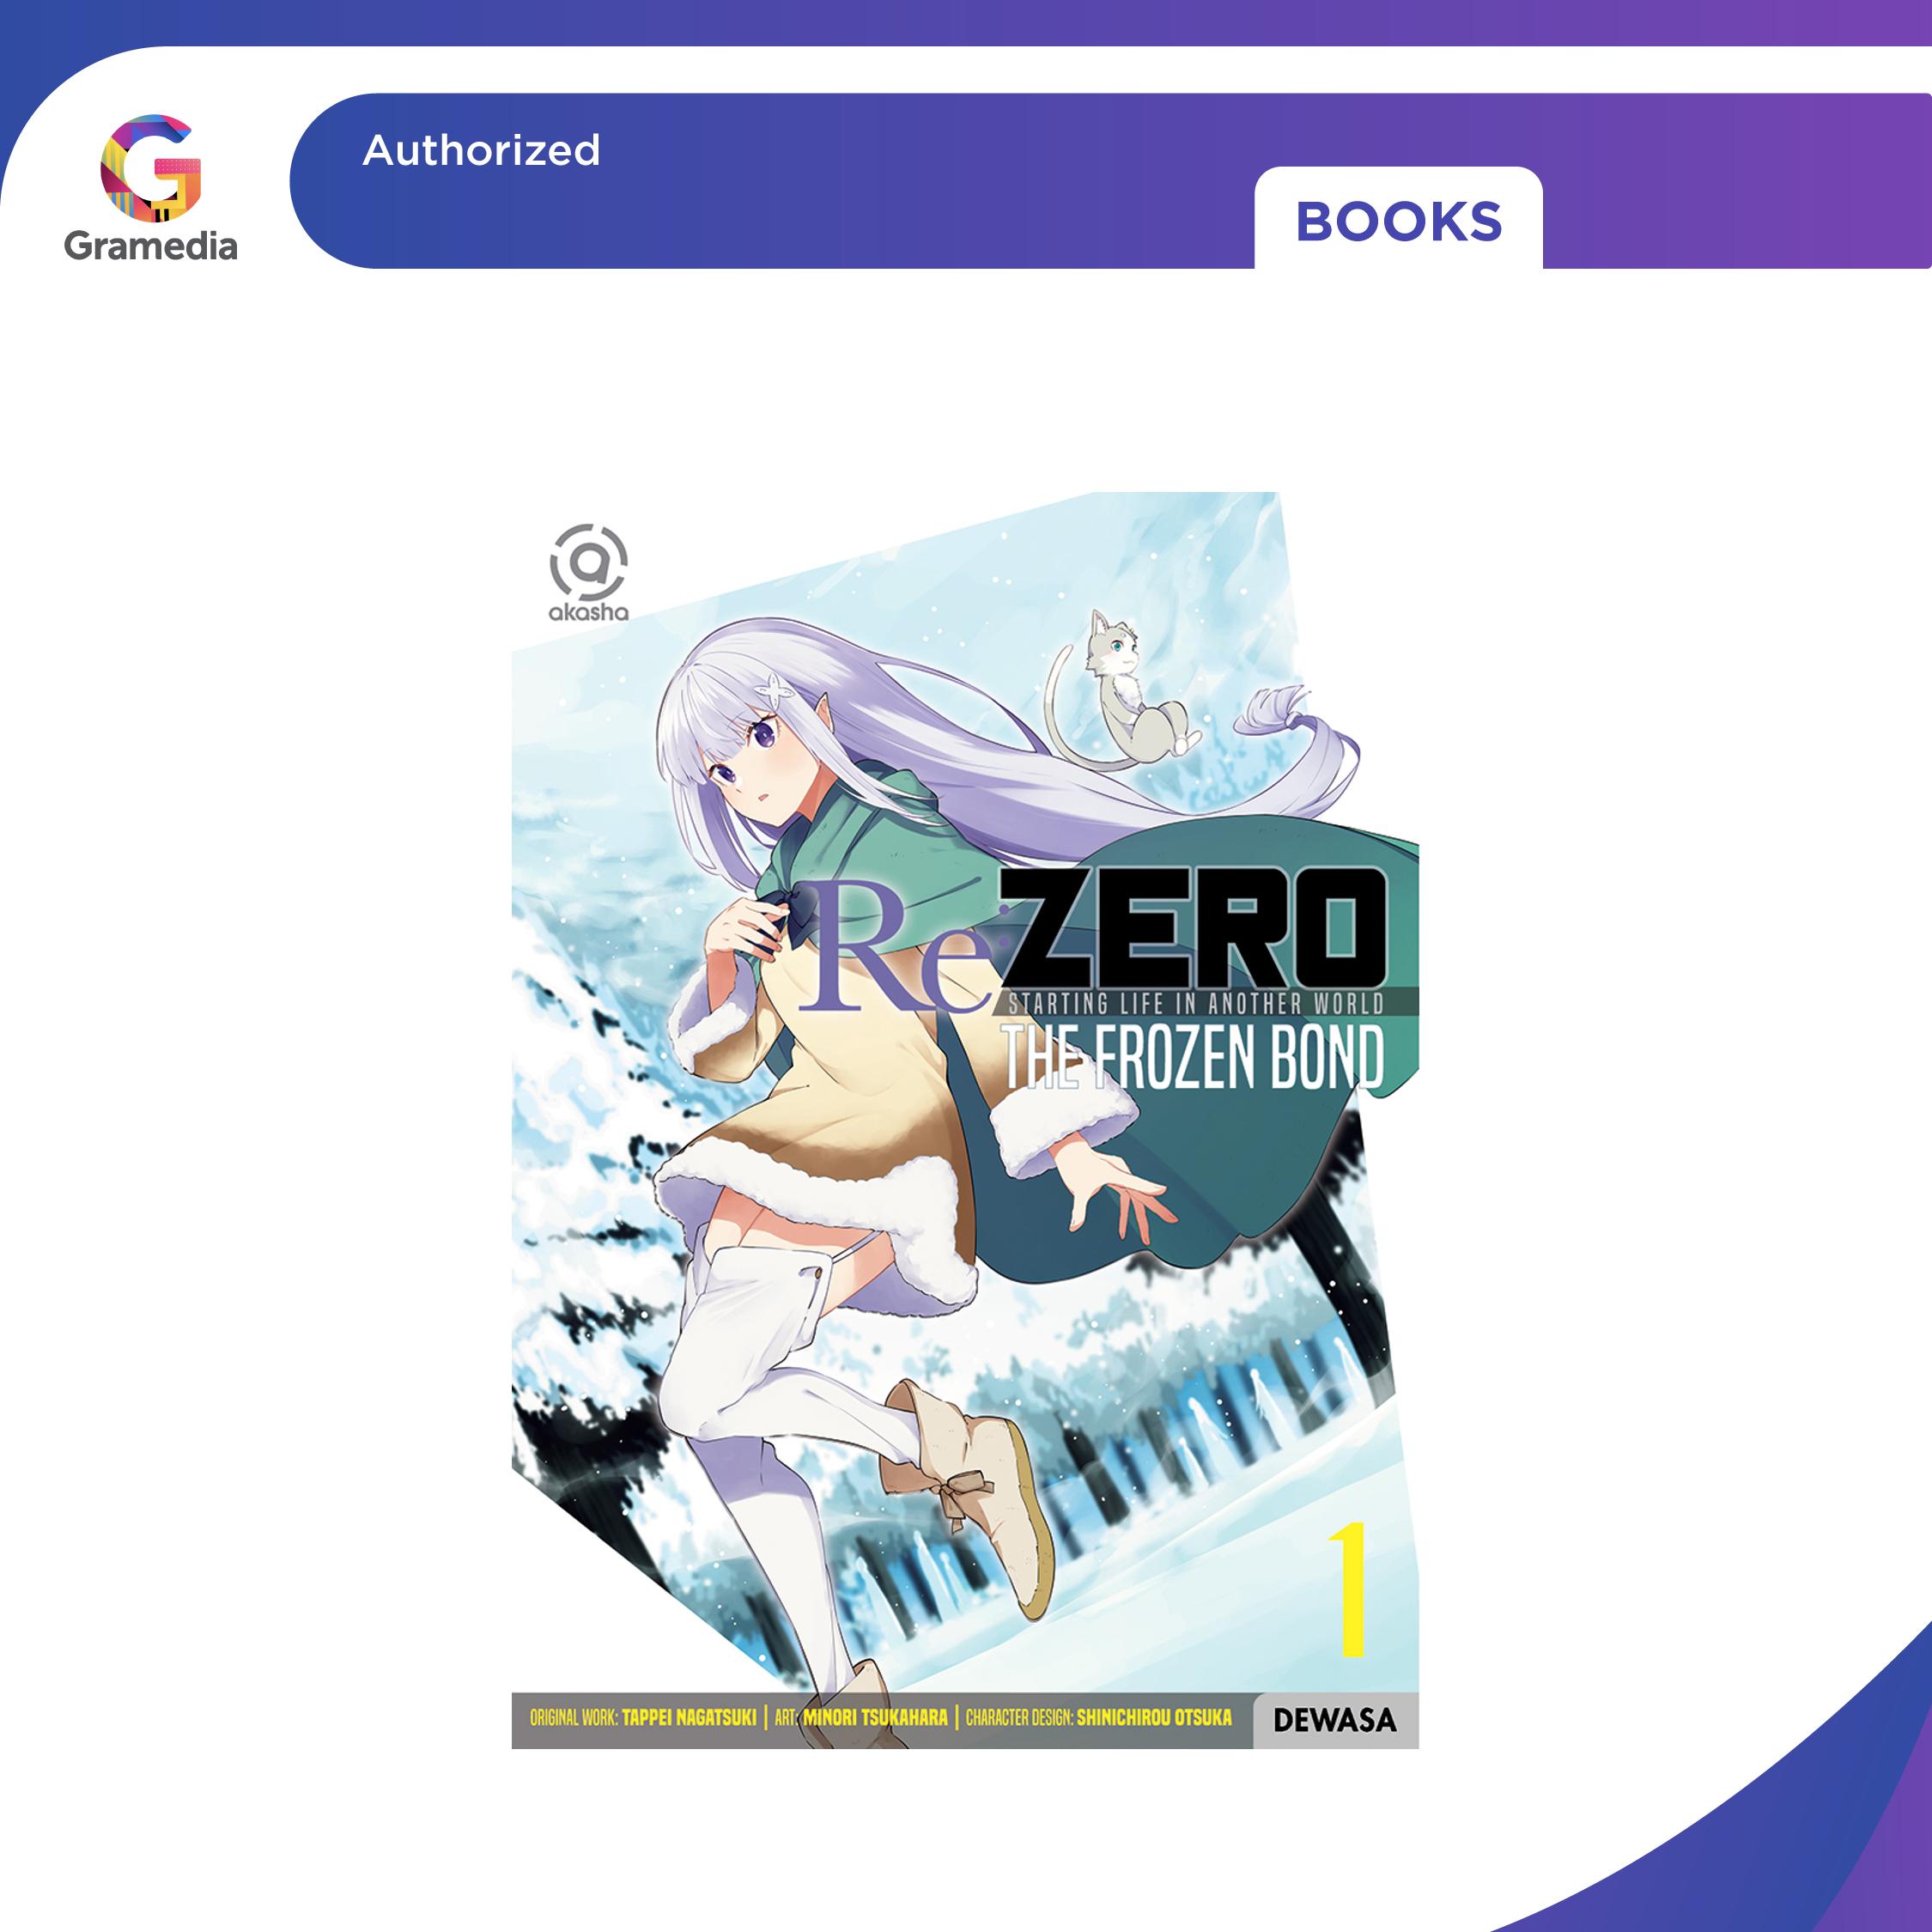 Authorized
BOOKS
Gramedia
akasha
Re:ZERO
STARTING LIFE IN ANOTHER WORLD
THE FROZEN BOND
1
ORIGINAL WORK: TAPPEI NAGATSUKI | ART: MINORI TSUKAHARA | CHARACTER DESIGN: SHINICHIROU OTSUKA
DEWASA